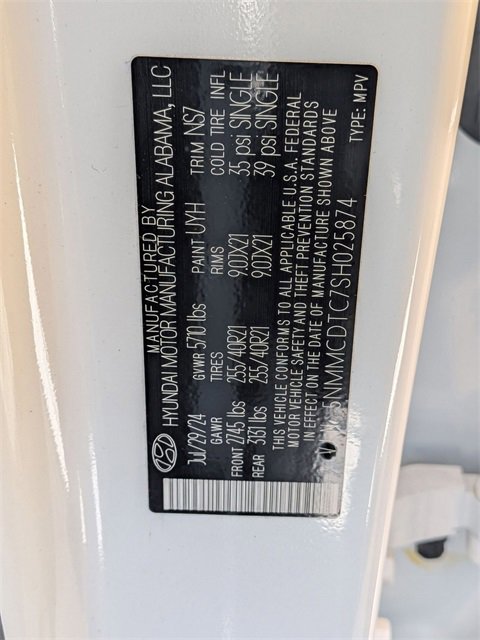 MANUFACTURED BY
HYUNDAI MOTOR MANUFACTURING ALABAMA, LLC
Jul/29/24 GVWR 5710 lbs PAINT UYH TRIM NS7
GAWR TIRES RIMS COLD TIRE INFL
FRONT 2745 lbs 255/40R21 9.0JX21 35 psi SINGLE
REAR 3131 lbs 255/40R21 9.0JX21 39 psi SINGLE
THIS VEHICLE CONFORMS TO ALL APPLICABLE U.S.A. FEDERAL
MOTOR VEHICLE SAFETY AND THEFT PREVENTION STANDARDS
IN EFFECT ON THE DATE OF MANUFACTURE SHOWN ABOVE
5NMMCDTC7SH025874 TYPE: MPV